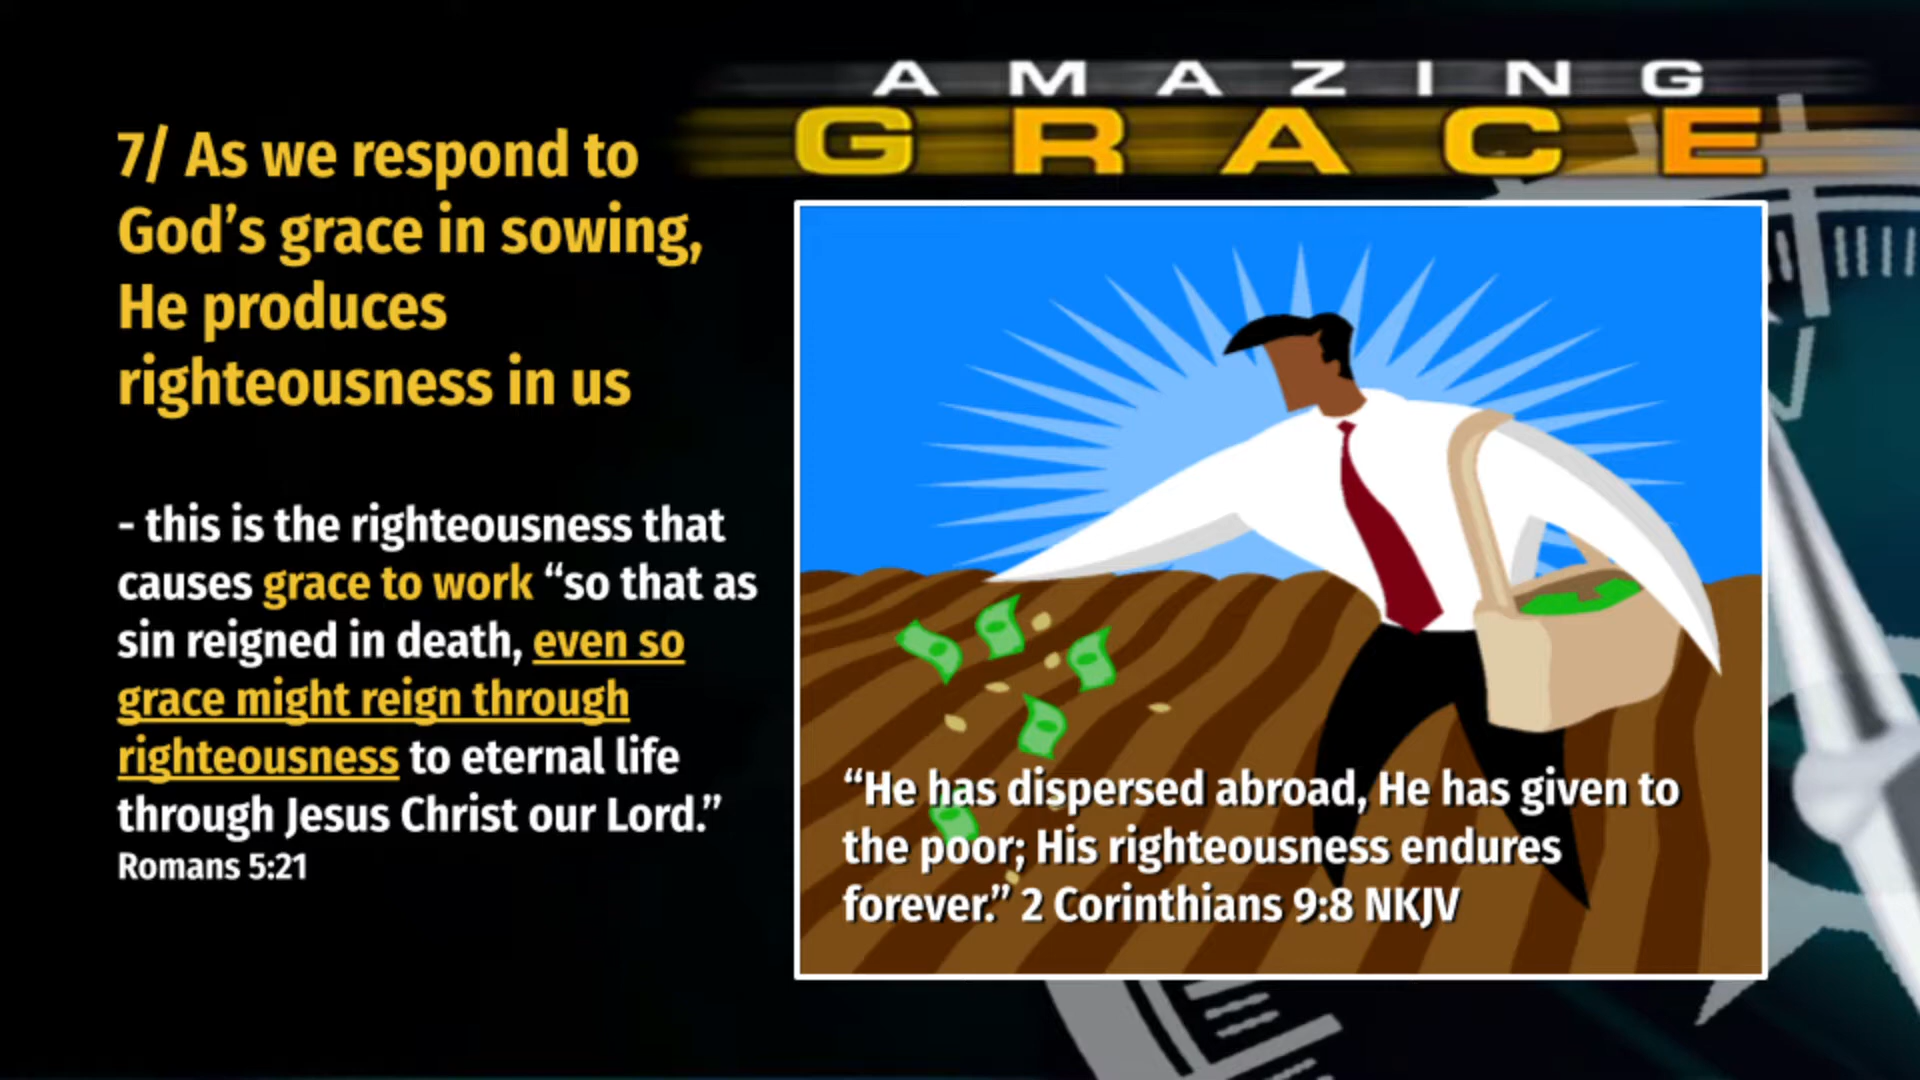 AMAZING
GRACE
7/ As we respond to
God’s grace in sowing,
He produces
righteousness in us
- this is the righteousness that
causes grace to work “so that as
sin reigned in death, even so
grace might reign through
righteousness to eternal life
through Jesus Christ our Lord.”
Romans 5:21
“He has dispersed abroad, He has given to
the poor; His righteousness endures
forever.” 2 Corinthians 9:8 NKJV